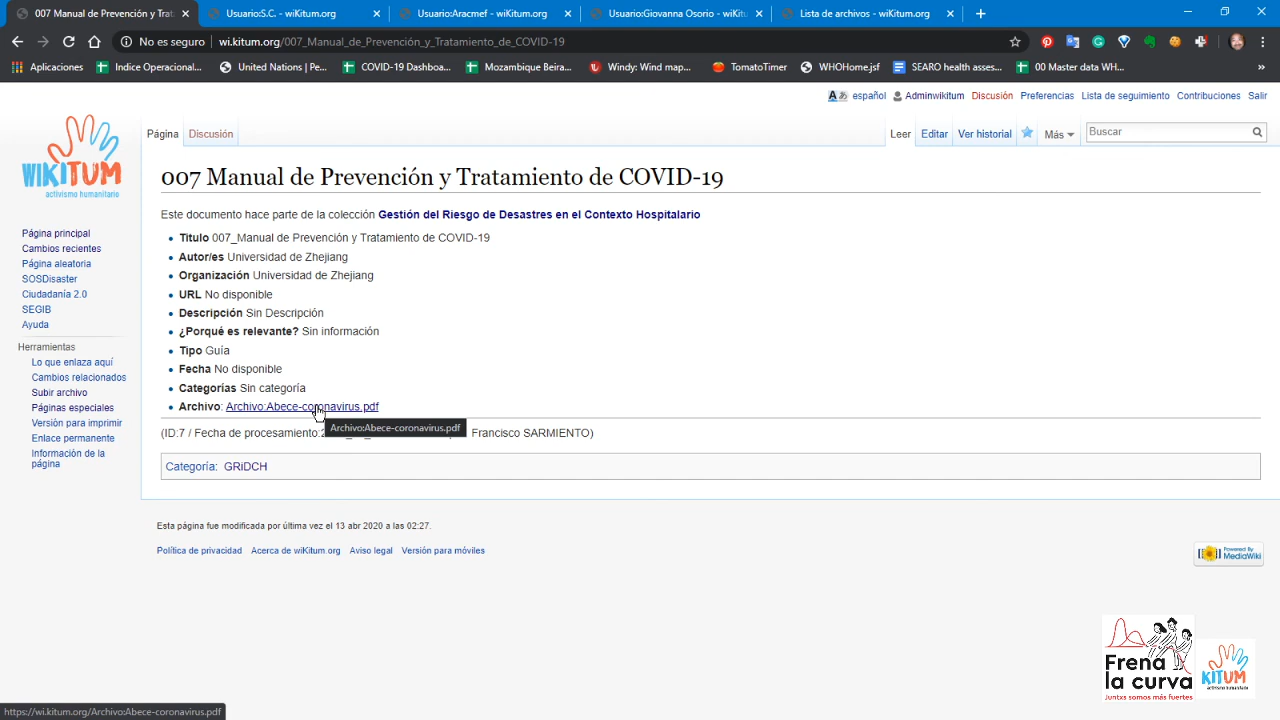 007 Manual de Prevención y Trata
Usuario:S.C. - wiKitum.org
Usuario:Aracmef - wiKitum.org
Usuario:Giovanna Osorio - wiKitu
Lista de archivos - wiKitum.org
No es seguro
wi.kitum.org/007_Manual_de_Prevención_y_Tratamiento_de_COVID-19
Aplicaciones
Indice Operacional...
United Nations | Pe...
COVID-19 Dashboa...
Mozambique Beira...
Windy: Wind map...
TomatoTimer
WHOHome.jsf
SEARO health asses...
00 Master data WH...
español
Adminwikitum
Discusión
Preferencias
Lista de seguimiento
Contribuciones
Salir
WIKITUM
activismo humanitario
Página
Discusión
Leer
Editar
Ver historial
Más
Buscar
Página principal
Cambios recientes
Página aleatoria
SOSDisaster
Ciudadanía 2.0
SEGIB
Ayuda
Herramientas
Lo que enlaza aquí
Cambios relacionados
Subir archivo
Páginas especiales
Versión para imprimir
Enlace permanente
Información de la
página
007 Manual de Prevención y Tratamiento de COVID-19
Este documento hace parte de la colección Gestión del Riesgo de Desastres en el Contexto Hospitalario
Titulo 007_Manual de Prevención y Tratamiento de COVID-19
Autor/es Universidad de Zhejiang
Organización Universidad de Zhejiang
URL No disponible
Descripción Sin Descripción
¿Porqué es relevante? Sin información
Tipo Guía
Fecha No disponible
Categorías Sin categoría
Archivo: Archivo:Abece-coronavirus.pdf
Archivo:Abece-coronavirus.pdf
(ID:7 / Fecha de procesamiento: Francisco SARMIENTO)
Categoría: GRiDCH
Esta página fue modificada por última vez el 13 abr 2020 a las 02:27.
Política de privacidad
Acerca de wiKitum.org
Aviso legal
Versión para móviles
Powered By
MediaWiki
Frena
la curva
Juntxs somos más fuertes
KITUM
activismo humanitario
https://wi.kitum.org/Archivo:Abece-coronavirus.pdf